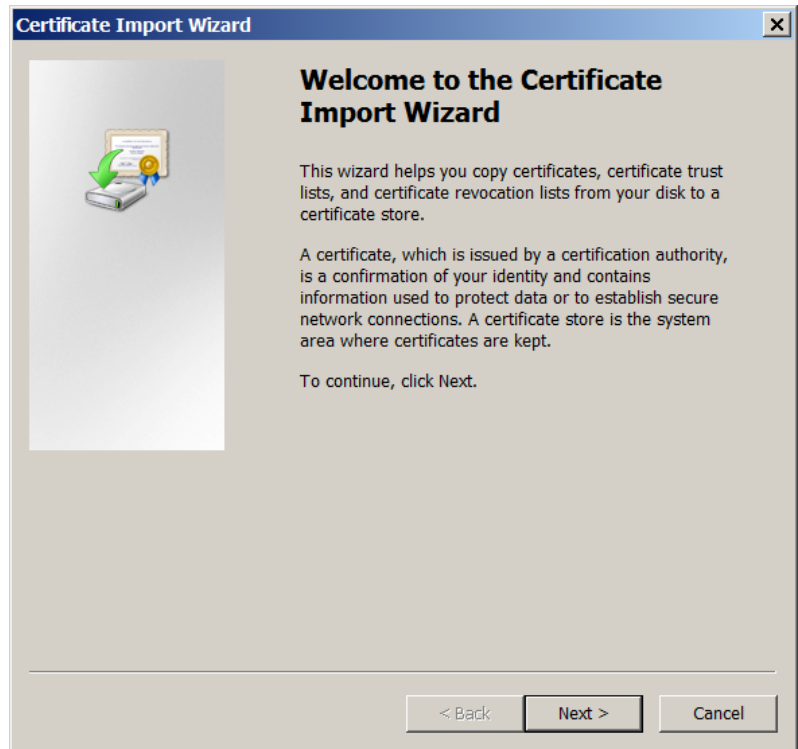 Certificate Import Wizard
Welcome to the Certificate
Import Wizard
This wizard helps you copy certificates, certificate trust
lists, and certificate revocation lists from your disk to a
certificate store.
A certificate, which is issued by a certification authority,
is a confirmation of your identity and contains
information used to protect data or to establish secure
network connections. A certificate store is the system
area where certificates are kept.
To continue, click Next.
< Back
Next >
Cancel